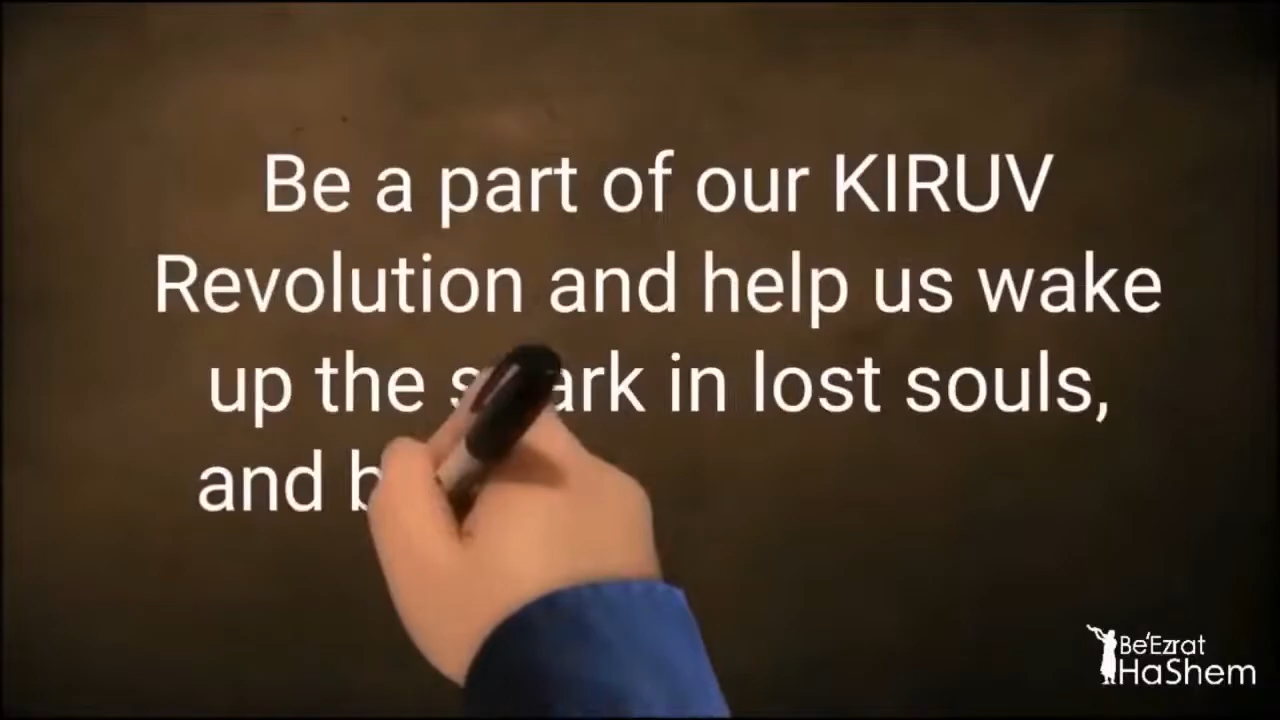 Be a part of our KIRUV
Revolution and help us wake
up the spark in lost souls,
and b
Be'Ezrat
HaShem